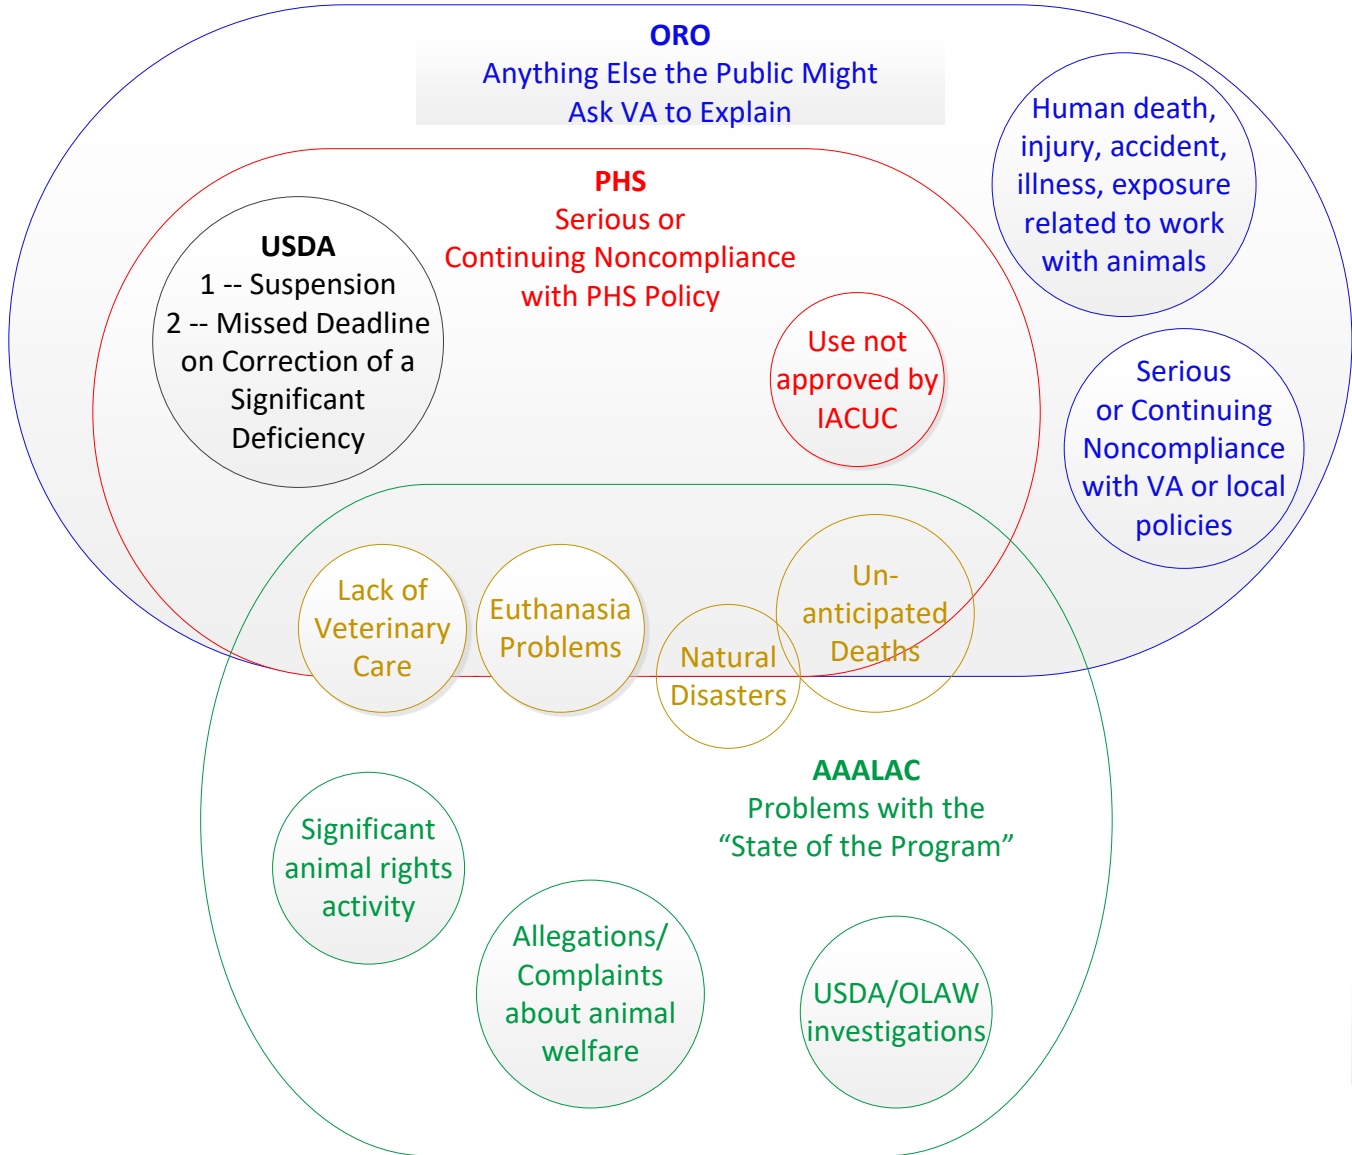 ORO
Anything Else the Public Might
Ask VA to Explain
Human death,
injury, accident,
illness, exposure
related to work
with animals
PHS
Serious or
Continuing Noncompliance
with PHS Policy
USDA
1 -- Suspension
2 -- Missed Deadline
on Correction of a
Significant
Deficiency
Use not
approved by
IACUC
Serious
or Continuing
Noncompliance
with VA or local
policies
Lack of
Veterinary
Care
Euthanasia
Problems
Natural
Disasters
Un-
anticipated
Deaths
AAALAC
Problems with the
“State of the Program”
Significant
animal rights
activity
Allegations/
Complaints
about animal
welfare
USDA/OLAW
investigations